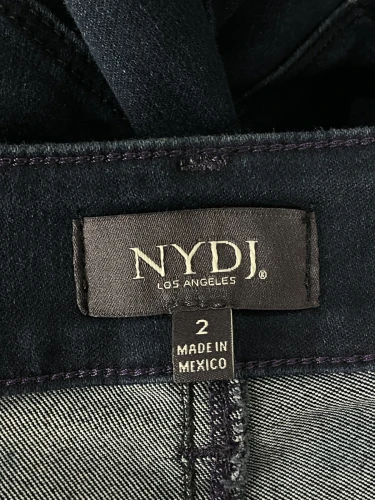 NYDJ®
LOS ANGELES
2
MADE IN
MEXICO